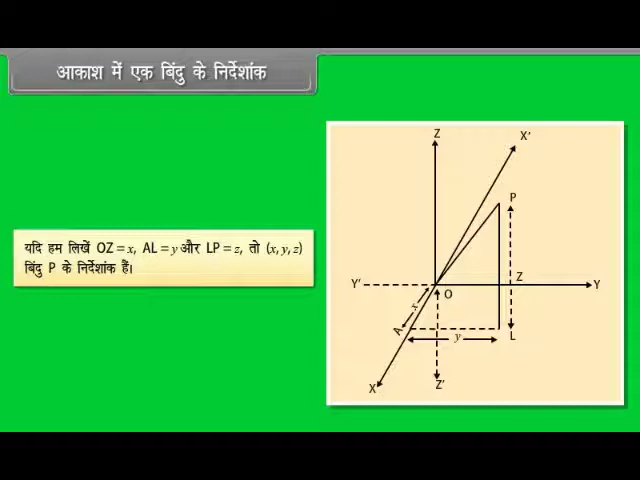 आकाश में एक बिंदु के निर्देशांक
यदि हम लिखें OZ = x, AL = y और LP = z, तो (x, y, z)
बिंदु P के निर्देशांक हैं।
Z
X'
P
Y'
O
Z
Y
x
A
y
L
X
Z'